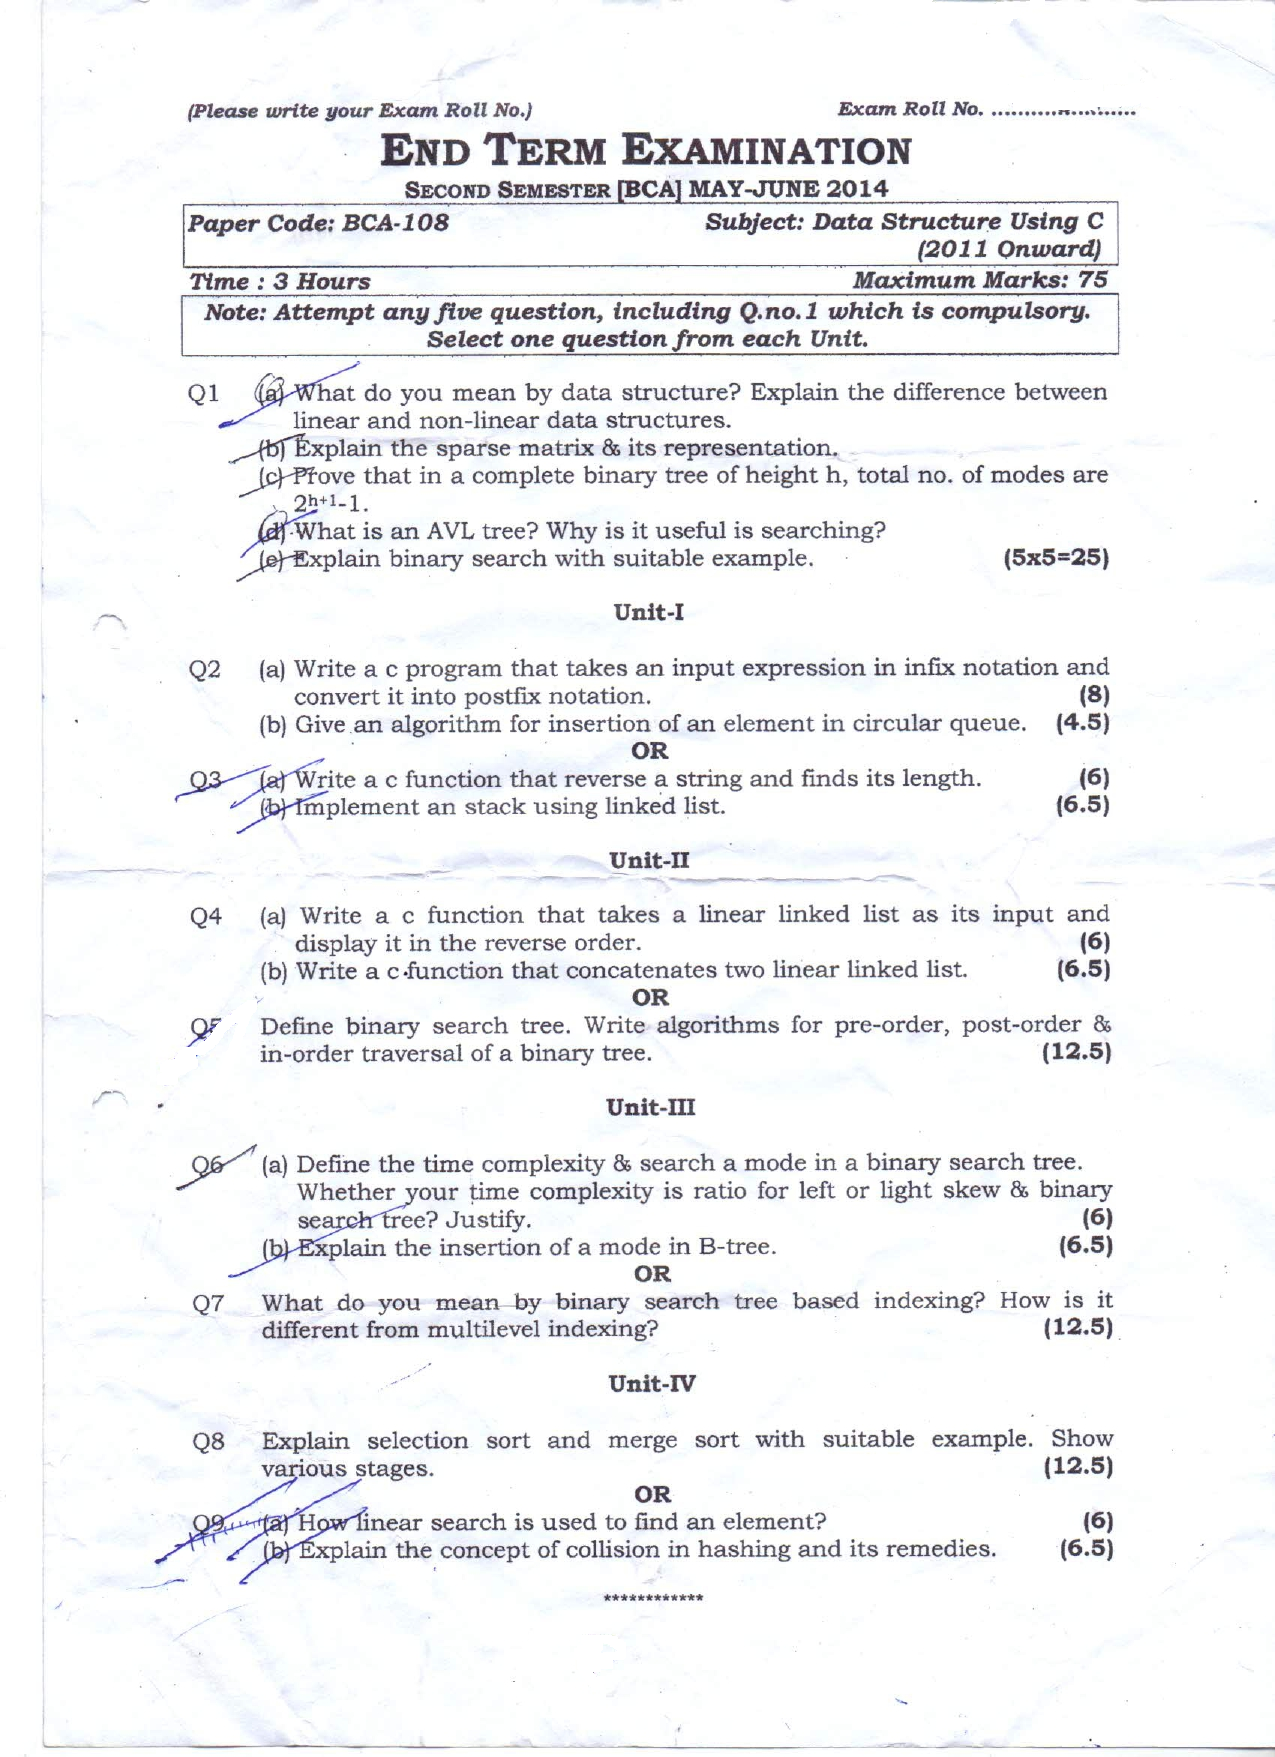 (Please write your Exam Roll No.) Exam Roll No. ......................
END TERM EXAMINATION
SECOND SEMESTER [BCA] MAY-JUNE 2014
Paper Code: BCA-108 Subject: Data Structure Using C
(2011 Onward)
Time : 3 Hours Maximum Marks: 75
Note: Attempt any five question, including Q.no.1 which is compulsory.
Select one question from each Unit.
Q1 (a) What do you mean by data structure? Explain the difference between
linear and non-linear data structures.
(b) Explain the sparse matrix & its representation.
(c) Prove that in a complete binary tree of height h, total no. of modes are
2ʰ⁺¹-1.
(d) What is an AVL tree? Why is it useful is searching?
(e) Explain binary search with suitable example. (5x5=25)
Unit-I
Q2 (a) Write a c program that takes an input expression in infix notation and
convert it into postfix notation. (8)
(b) Give an algorithm for insertion of an element in circular queue. (4.5)
OR
Q3 (a) Write a c function that reverse a string and finds its length. (6)
(b) Implement an stack using linked list. (6.5)
Unit-II
Q4 (a) Write a c function that takes a linear linked list as its input and
display it in the reverse order. (6)
(b) Write a c function that concatenates two linear linked list. (6.5)
OR
Q5 Define binary search tree. Write algorithms for pre-order, post-order &
in-order traversal of a binary tree. (12.5)
Unit-III
Q6 (a) Define the time complexity & search a mode in a binary search tree.
Whether your time complexity is ratio for left or light skew & binary
search tree? Justify. (6)
(b) Explain the insertion of a mode in B-tree. (6.5)
OR
Q7 What do you mean by binary search tree based indexing? How is it
different from multilevel indexing? (12.5)
Unit-IV
Q8 Explain selection sort and merge sort with suitable example. Show
various stages. (12.5)
OR
Q9 (a) How linear search is used to find an element? (6)
(b) Explain the concept of collision in hashing and its remedies. (6.5)
************